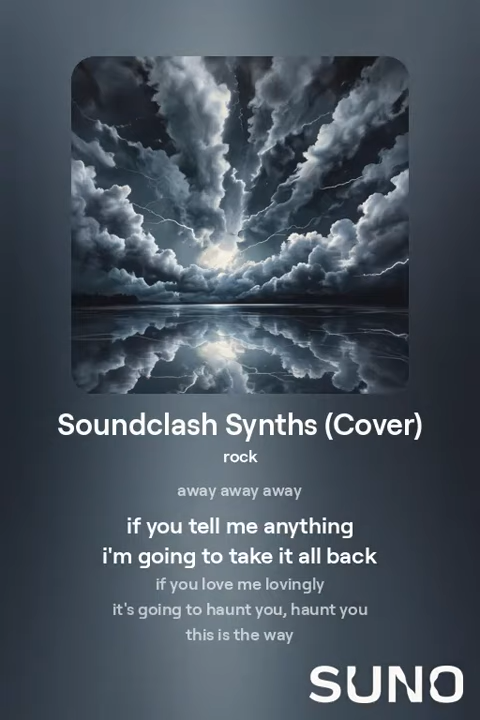 Soundclash Synths (Cover)
rock
away away away
if you tell me anything
i'm going to take it all back
if you love me lovingly
it's going to haunt you, haunt you
this is the way
SUNO